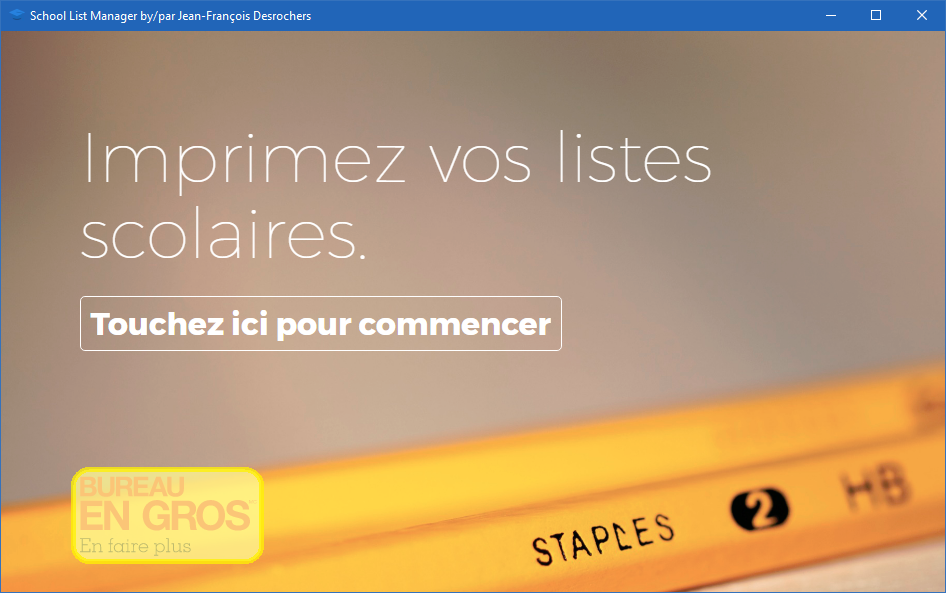 School List Manager by/par Jean-François Desrochers
Imprimez vos listes
scolaires.
Touchez ici pour commencer
BUREAU
EN GROS
En faire plus
STAPLES 2 HB